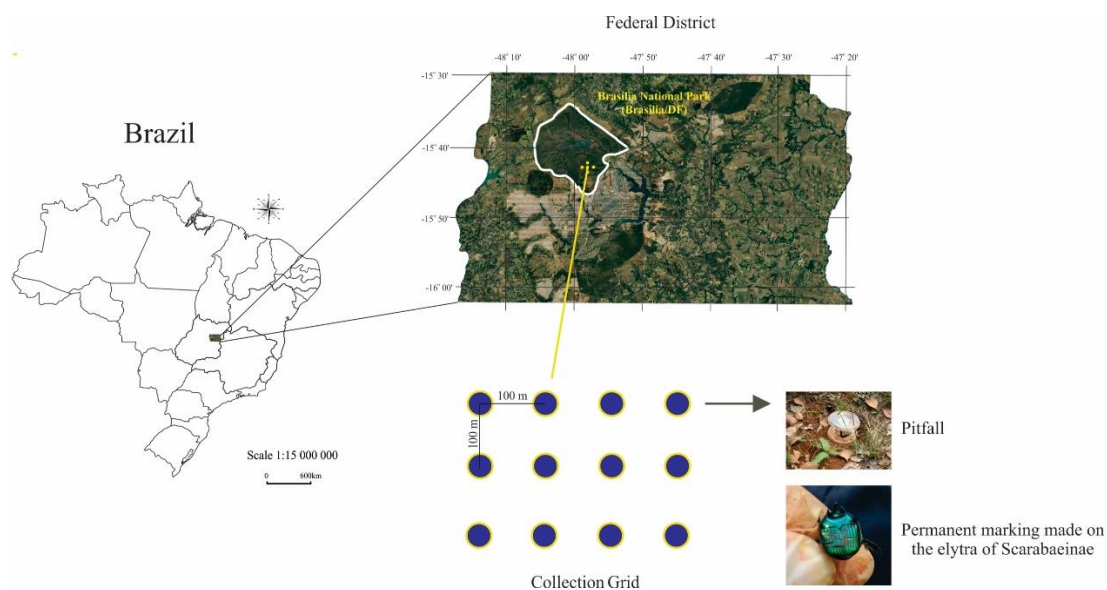 Federal District
-48° 10'
-48° 00'
-47° 50'
-47° 40'
-47° 30'
-47° 20'
-15° 30'
Brasilia National Park
(Brasilia/DF)
Brazil
-15° 40'
-15° 50'
-16° 00'
100 m
100 m
Pitfall
Scale 1:15 000 000
0 600km
Permanent marking made on
the elytra of Scarabaeinae
Collection Grid